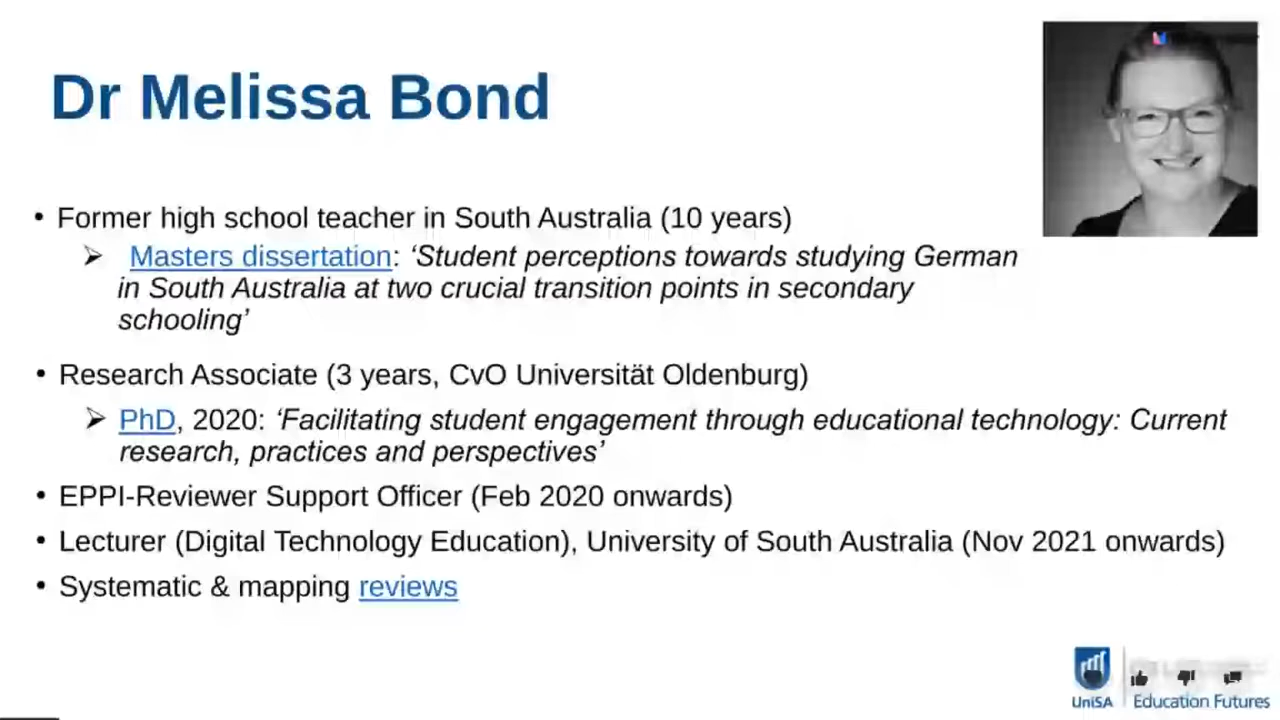 Dr Melissa Bond
• Former high school teacher in South Australia (10 years)
➢ Masters dissertation: ‘Student perceptions towards studying German
in South Australia at two crucial transition points in secondary
schooling’
• Research Associate (3 years, CvO Universität Oldenburg)
➢ PhD, 2020: ‘Facilitating student engagement through educational technology: Current
research, practices and perspectives’
• EPPI-Reviewer Support Officer (Feb 2020 onwards)
• Lecturer (Digital Technology Education), University of South Australia (Nov 2021 onwards)
• Systematic & mapping reviews
UniSA
Education Futures